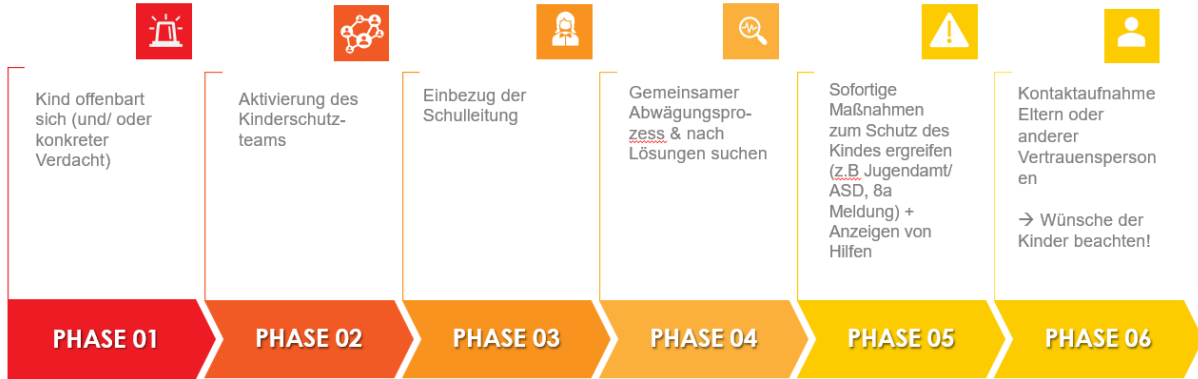 Kind offenbart
sich (und/ oder
konkreter
Verdacht)
Aktivierung des
Kinderschutz-
teams
Einbezug der
Schulleitung
Gemeinsamer
Abwägungspro-
zess & nach
Lösungen suchen
Sofortige
Maßnahmen
zum Schutz des
Kindes ergreifen
(z.B Jugendamt/
ASD, 8a
Meldung) +
Anzeigen von
Hilfen
Kontaktaufnahme
Eltern oder
anderer
Vertrauensperson
en
→ Wünsche der
Kinder beachten!
PHASE 01
PHASE 02
PHASE 03
PHASE 04
PHASE 05
PHASE 06